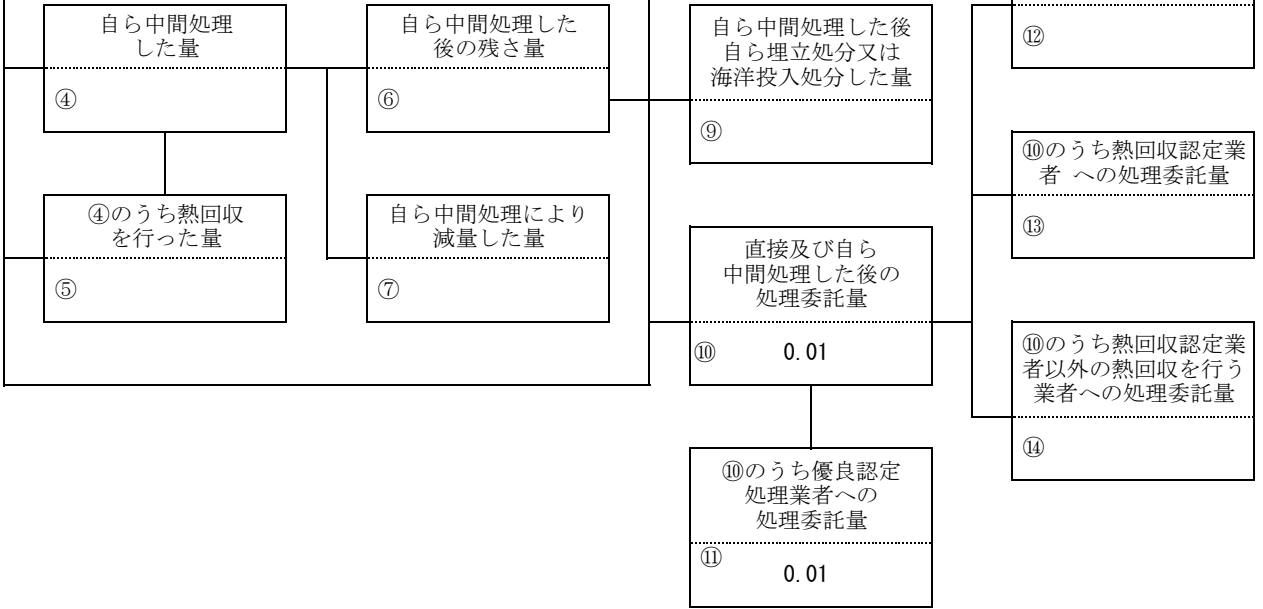 自ら中間処理
した量
④
自ら中間処理した
後の残さ量
⑥
自ら中間処理した後
自ら埋立処分又は
海洋投入処分した量
⑨
⑫
④のうち熱回収
を行った量
⑤
自ら中間処理により
減量した量
⑦
直接及び自ら
中間処理した後の
処理委託量
⑩ 0.01
⑩のうち熱回収認定業
者 への処理委託量
⑬
⑩のうち熱回収認定業
者以外の熱回収を行う
業者への処理委託量
⑭
⑩のうち優良認定
処理業者への
処理委託量
⑪ 0.01